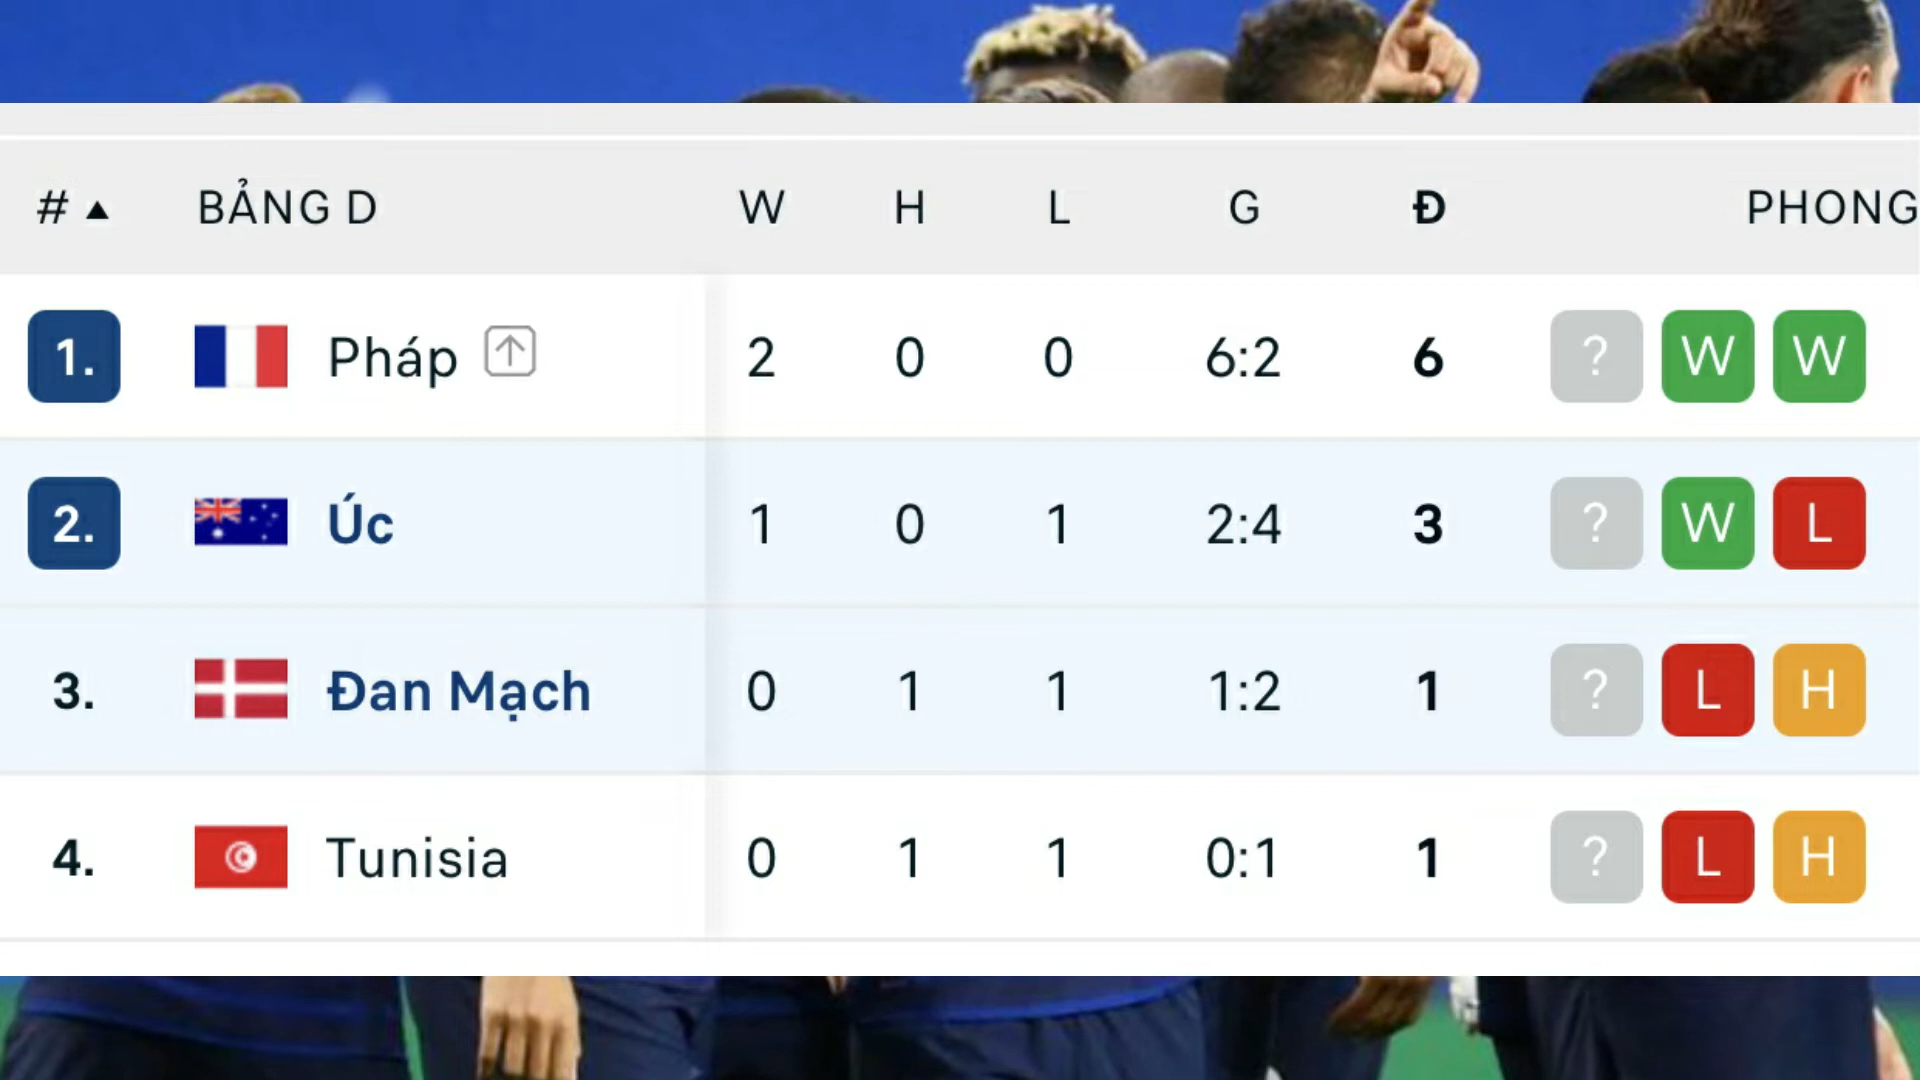 # ▲ BẢNG D W H L G Đ PHONG
1. Pháp 2 0 0 6:2 6 ? W W
2. Úc 1 0 1 2:4 3 ? W L
3. Đan Mạch 0 1 1 1:2 1 ? L H
4. Tunisia 0 1 1 0:1 1 ? L H